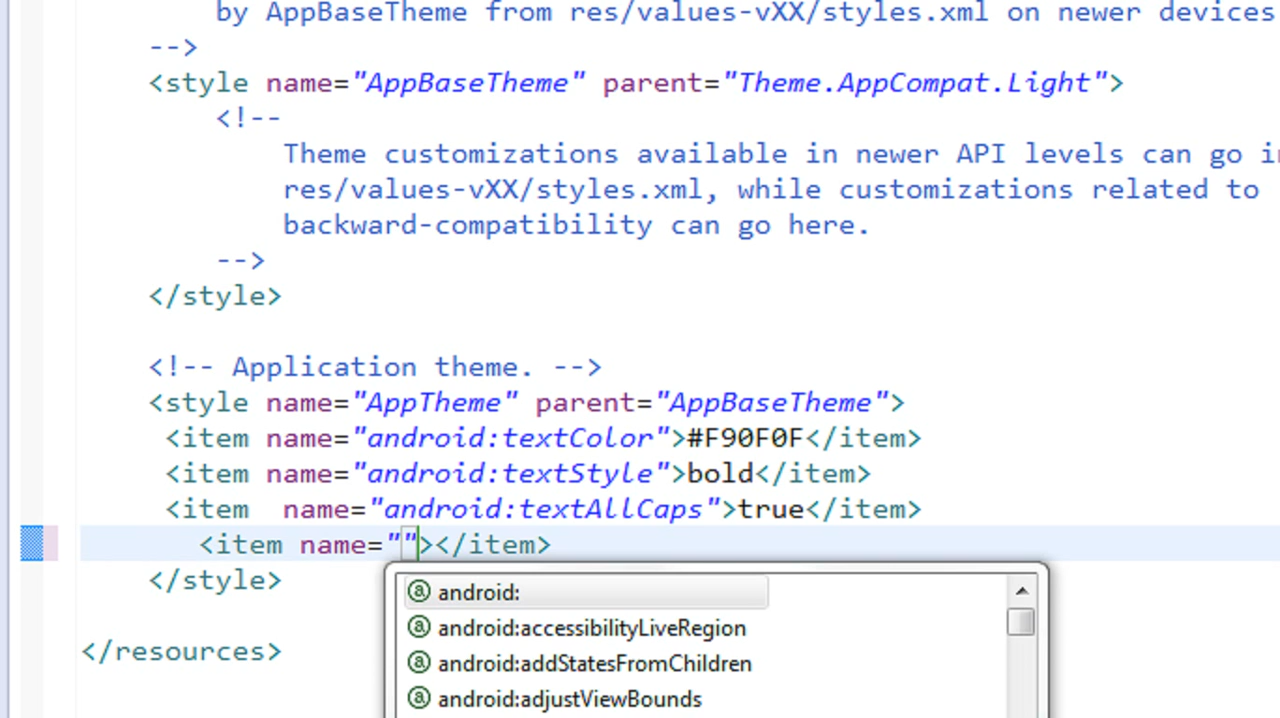 by AppBaseTheme from res/values-vXX/styles.xml on newer devices
-->
<style name="AppBaseTheme" parent="Theme.AppCompat.Light">
<!--
Theme customizations available in newer API levels can go
res/values-vXX/styles.xml, while customizations related to
backward-compatibility can go here.
-->
</style>
<!-- Application theme. -->
<style name="AppTheme" parent="AppBaseTheme">
<item name="android:textColor">#F90F0F</item>
<item name="android:textStyle">bold</item>
<item  name="android:textAllCaps">true</item>
<item name=""></item>
</style>
android:
android:accessibilityLiveRegion
android:addStatesFromChildren
android:adjustViewBounds
</resources>